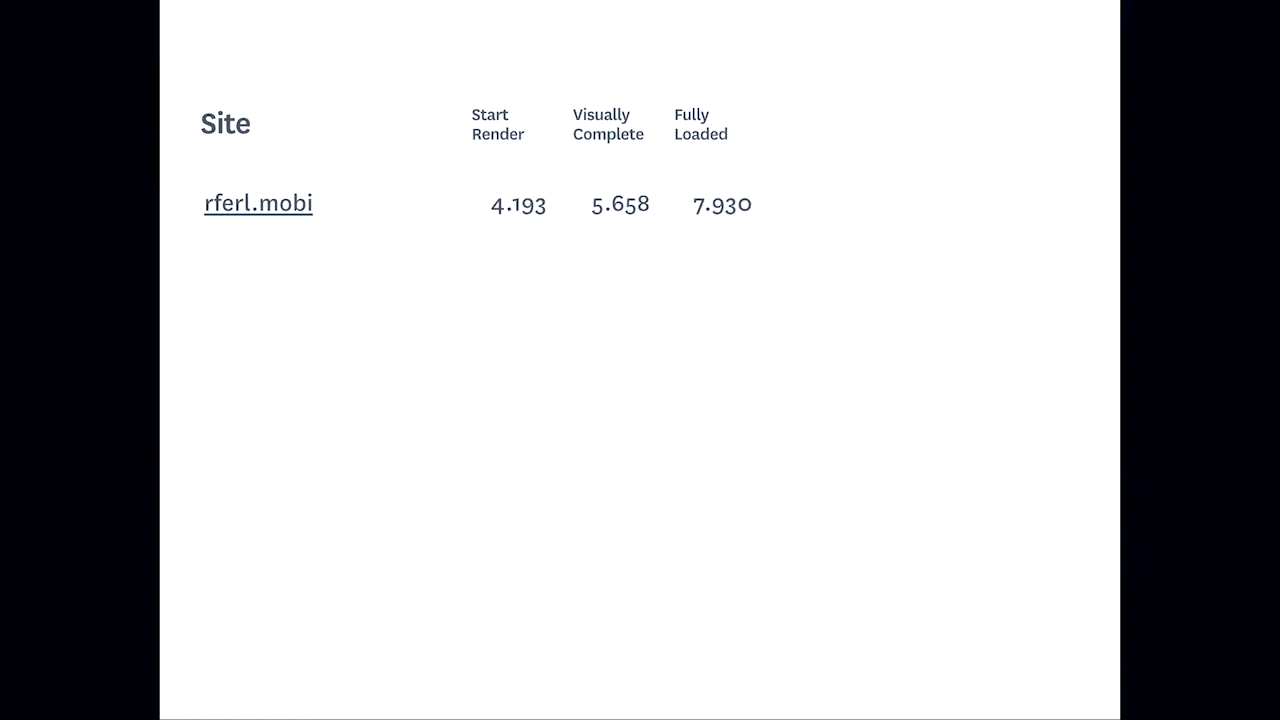 Site
Start
Render
Visually
Complete
Fully
Loaded
rferl.mobi 4.193 5.658 7.930